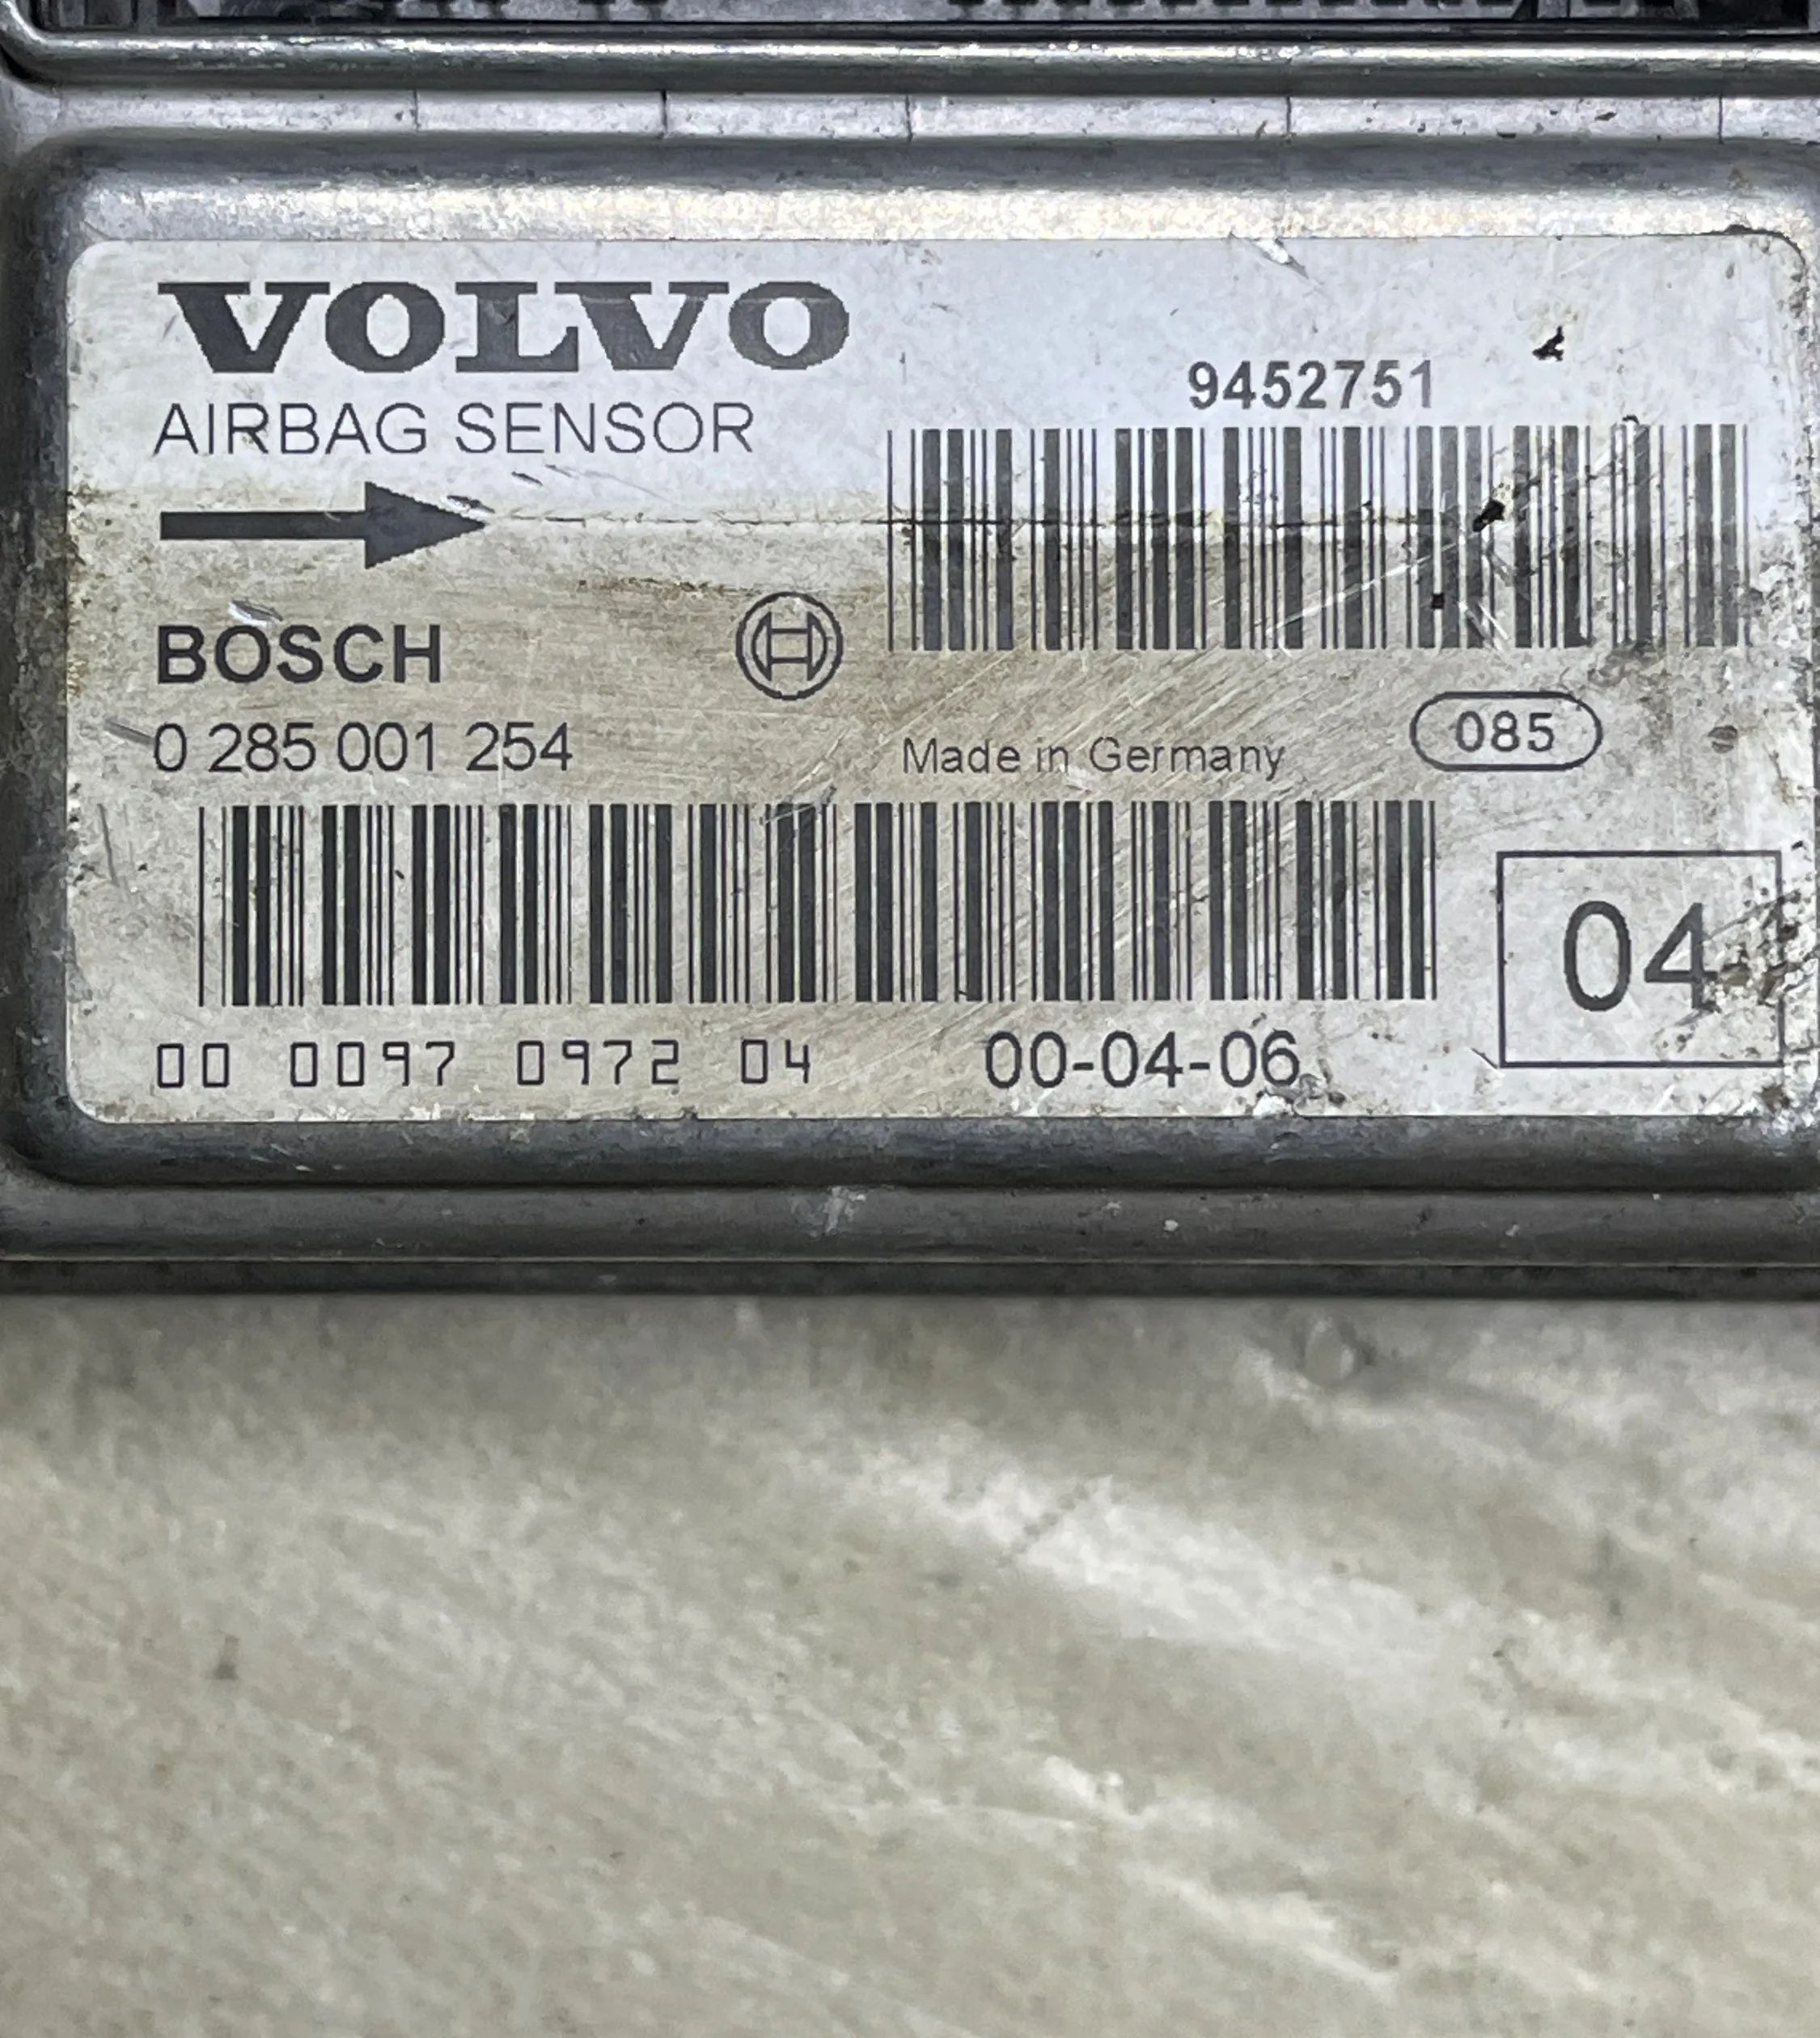 VOLVO
AIRBAG SENSOR
9452751
BOSCH
0 285 001 254
Made in Germany
085
04
00 0097 0972 04
00-04-06